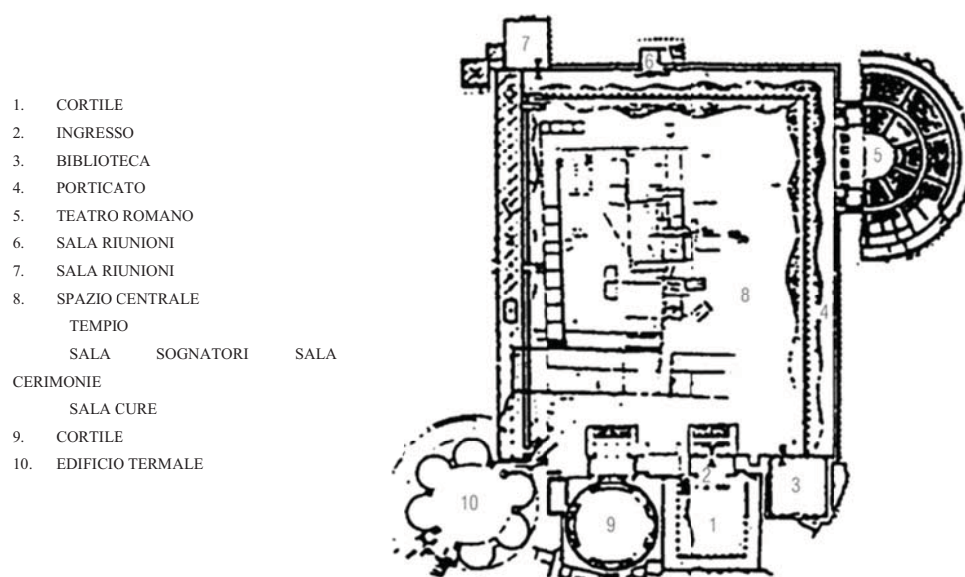 1. CORTILE
2. INGRESSO
3. BIBLIOTECA
4. PORTICATO
5. TEATRO ROMANO
6. SALA RIUNIONI
7. SALA RIUNIONI
8. SPAZIO CENTRALE
TEMPIO
SALA SOGNATORI SALA
CERIMONIE
SALA CURE
9. CORTILE
10. EDIFICIO TERMALE
7
6
5
8
4
2
3
10
9
1